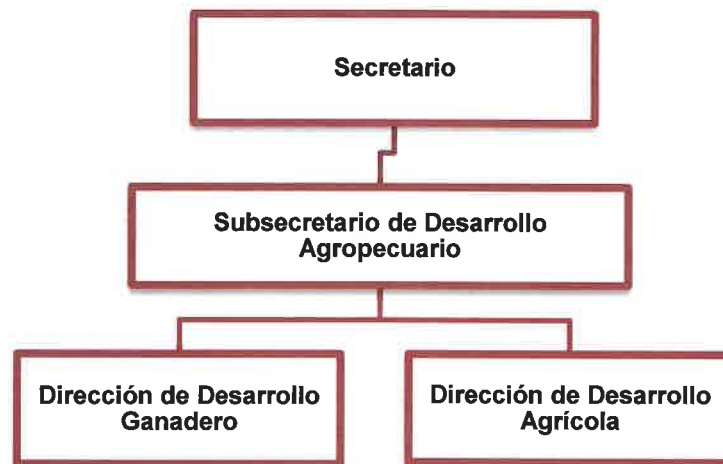 Secretario
Subsecretario de Desarrollo
Agropecuario
Dirección de Desarrollo
Ganadero
Dirección de Desarrollo
Agrícola